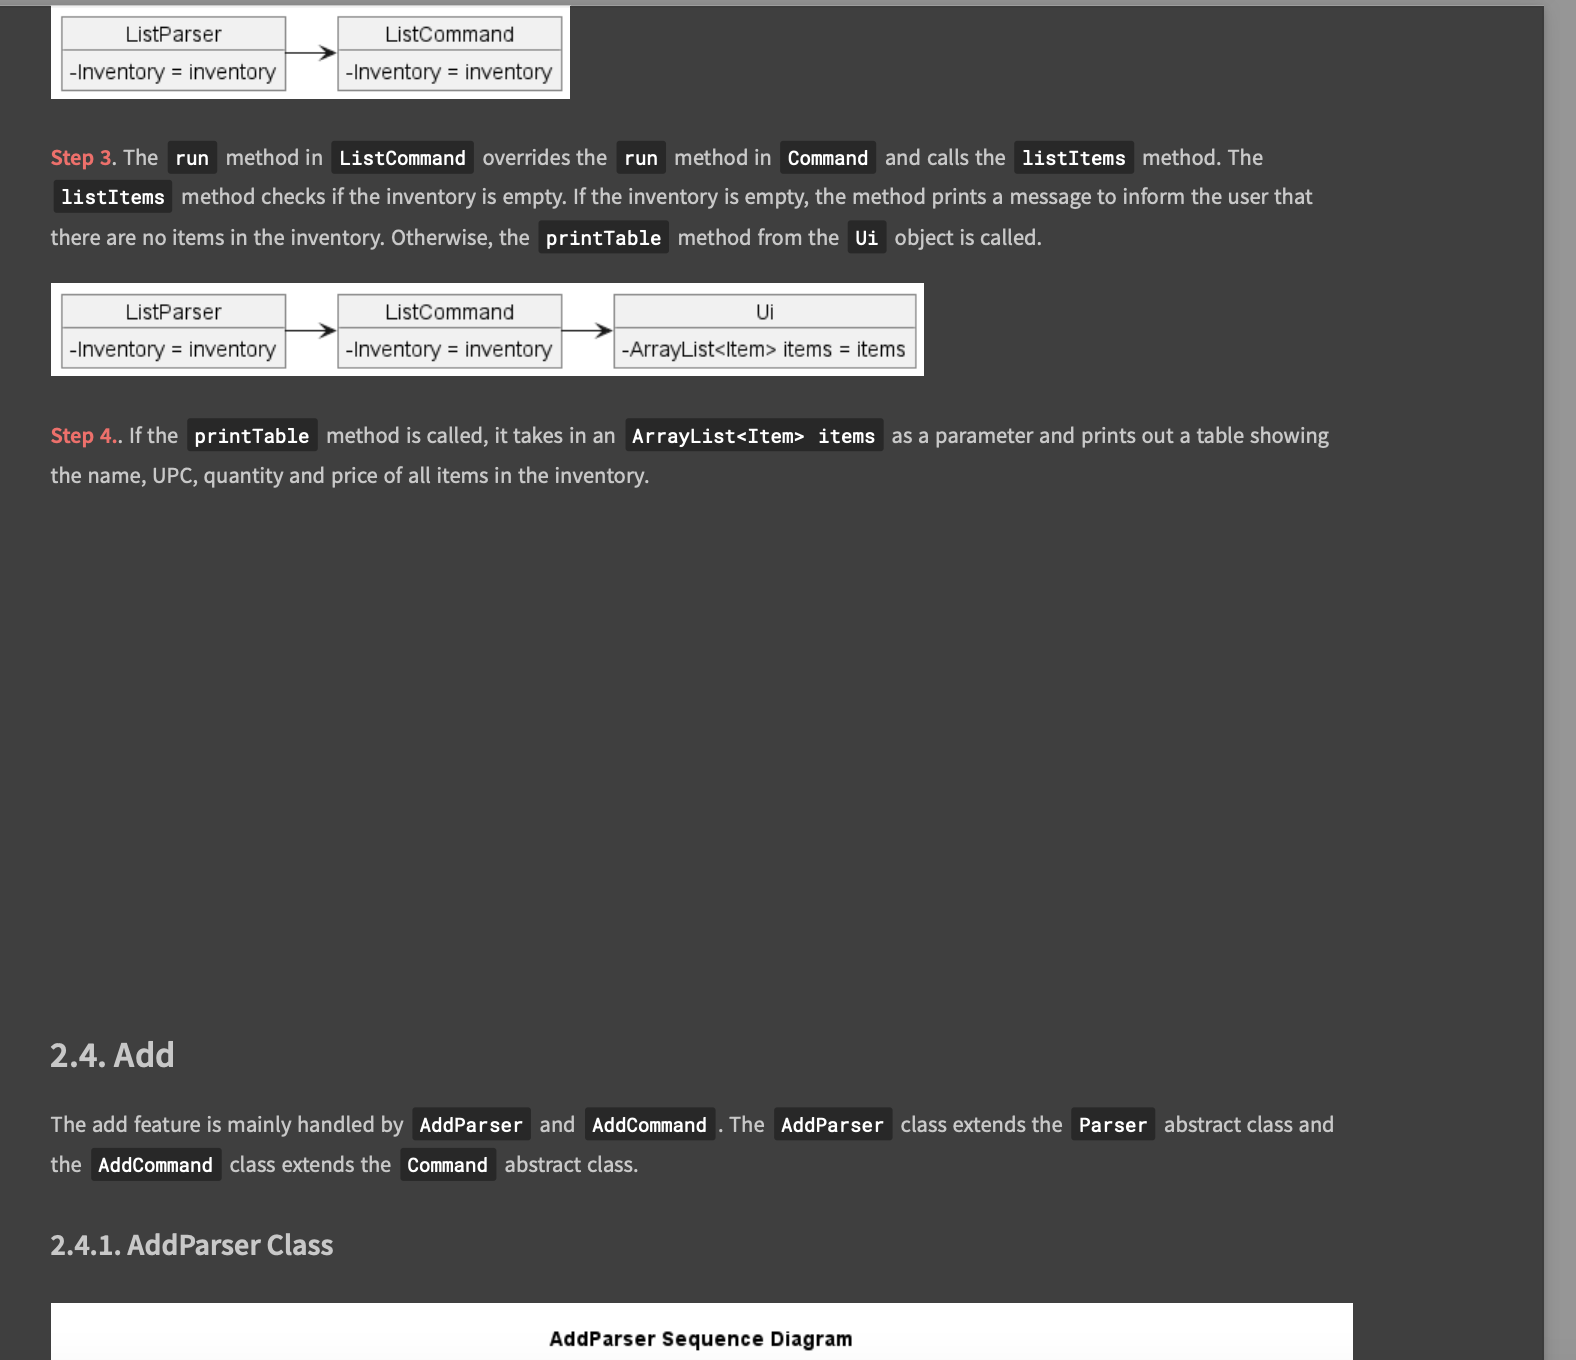 ListParser ListCommand
-Inventory = inventory -Inventory = inventory
Step 3. The run method in ListCommand overrides the run method in Command and calls the listItems method. The
listItems method checks if the inventory is empty. If the inventory is empty, the method prints a message to inform the user that
there are no items in the inventory. Otherwise, the printTable method from the Ui object is called.
ListParser ListCommand Ui
-Inventory = inventory -Inventory = inventory -ArrayList<Item> items = items
Step 4.. If the printTable method is called, it takes in an ArrayList<Item> items as a parameter and prints out a table showing
the name, UPC, quantity and price of all items in the inventory.
2.4. Add
The add feature is mainly handled by AddParser and AddCommand . The AddParser class extends the Parser abstract class and
the AddCommand class extends the Command abstract class.
2.4.1. AddParser Class
AddParser Sequence Diagram